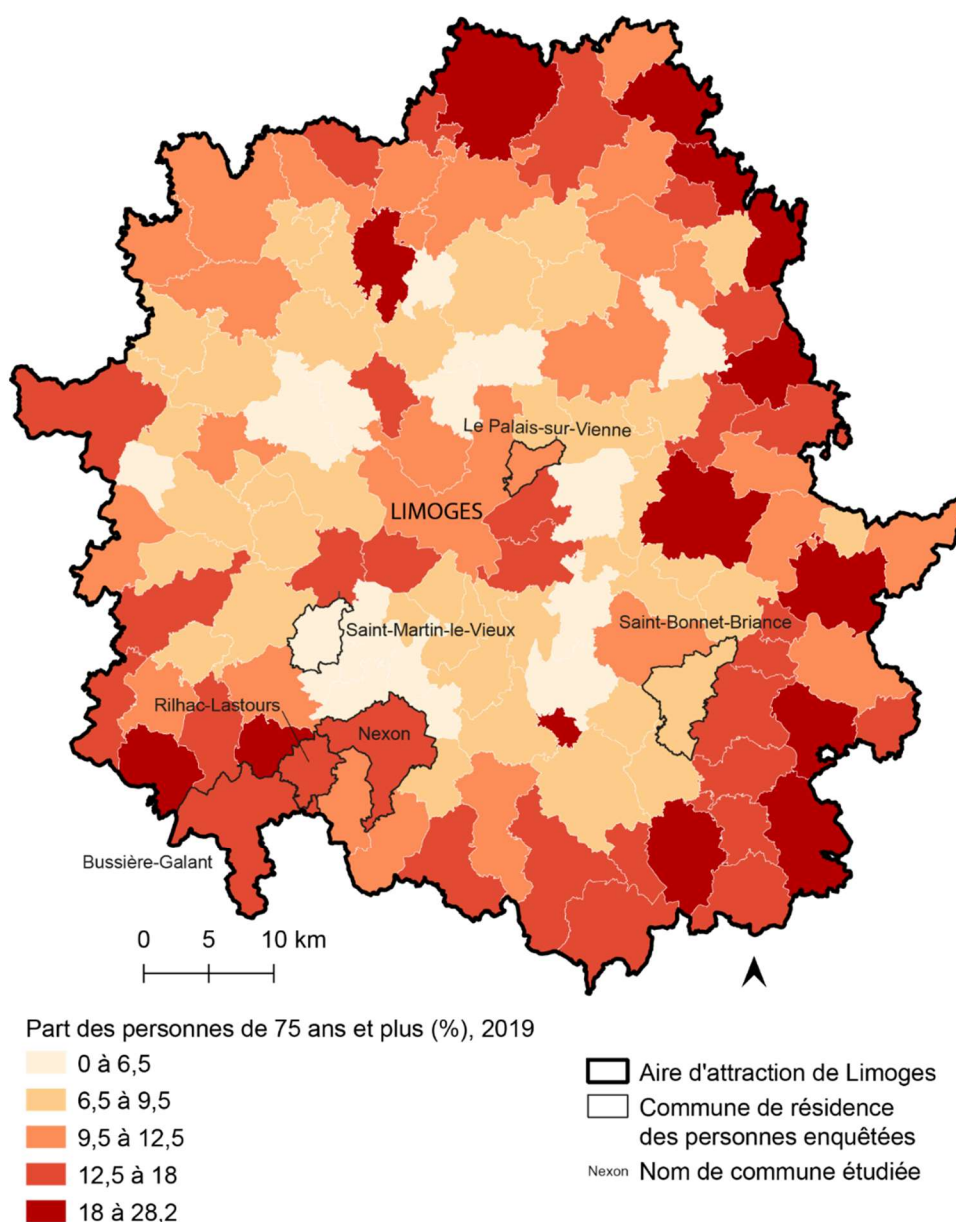 Le Palais-sur-Vienne
LIMOGES
Saint-Martin-le-Vieux
Saint-Bonnet-Briance
Rilhac-Lastours
Nexon
Bussière-Galant
0 5 10 km
Part des personnes de 75 ans et plus (%), 2019
0 à 6,5
6,5 à 9,5
9,5 à 12,5
12,5 à 18
18 à 28,2
Aire d'attraction de Limoges
Commune de résidence
des personnes enquêtées
Nexon Nom de commune étudiée